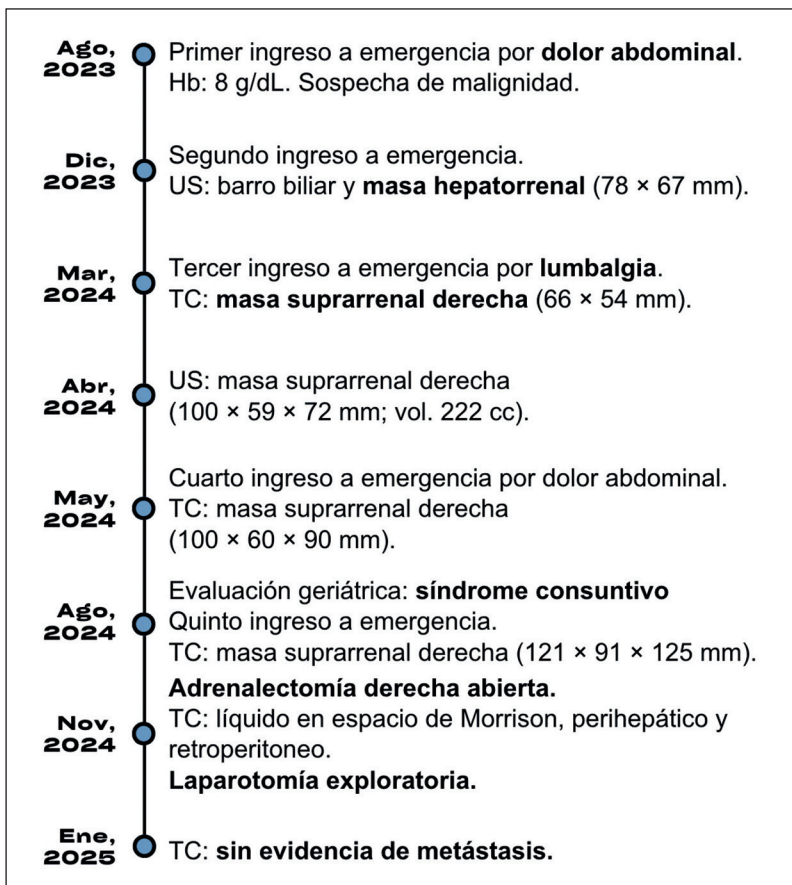 Ago,
2023
Primer ingreso a emergencia por dolor abdominal.
Hb: 8 g/dL. Sospecha de malignidad.
Dic,
2023
Segundo ingreso a emergencia.
US: barro biliar y masa hepatorrenal (78 × 67 mm).
Mar,
2024
Tercer ingreso a emergencia por lumbalgia.
TC: masa suprarrenal derecha (66 × 54 mm).
Abr,
2024
US: masa suprarrenal derecha
(100 × 59 × 72 mm; vol. 222 cc).
May,
2024
Cuarto ingreso a emergencia por dolor abdominal.
TC: masa suprarrenal derecha
(100 × 60 × 90 mm).
Ago,
2024
Evaluación geriátrica: síndrome consuntivo
Quinto ingreso a emergencia.
TC: masa suprarrenal derecha (121 × 91 × 125 mm).
Nov,
2024
Adrenalectomía derecha abierta.
TC: líquido en espacio de Morrison, perihepático y
retroperitoneo.
Laparotomía exploratoria.
Ene,
2025
TC: sin evidencia de metástasis.